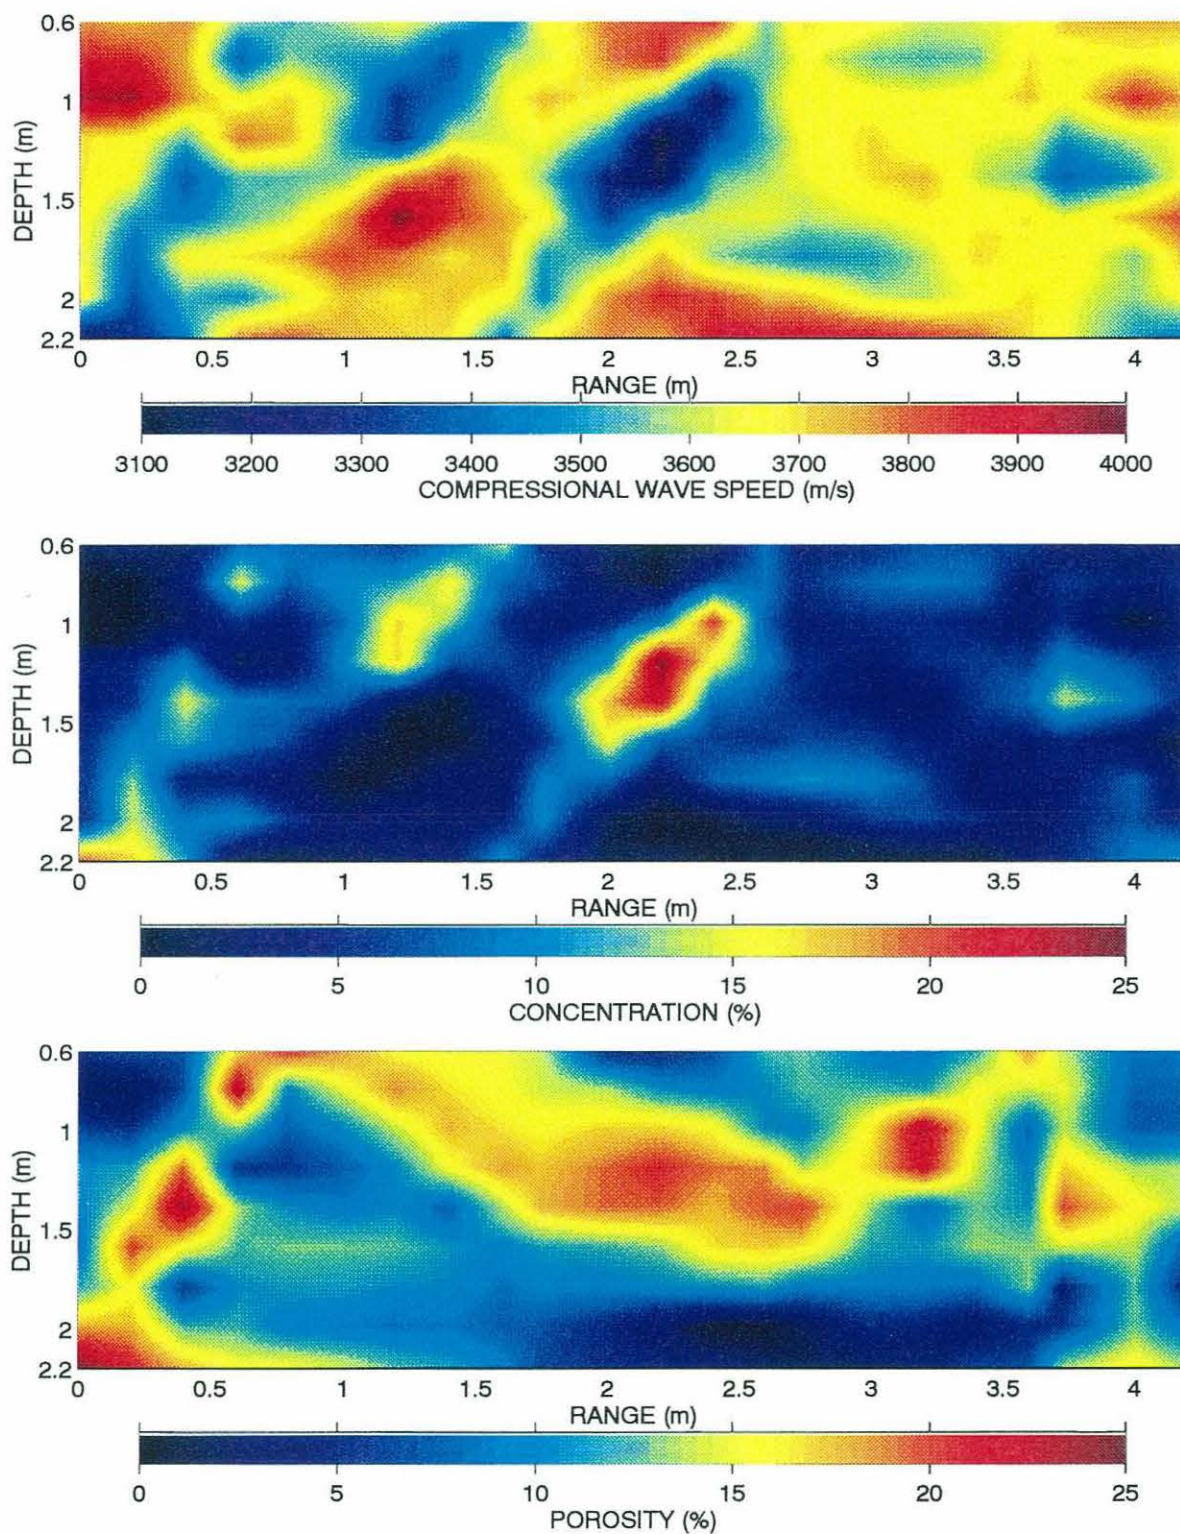 0.6
DEPTH (m)
1
1.5
2
2.2
0 0.5 1 1.5 2 2.5 3 3.5 4
RANGE (m)
3100 3200 3300 3400 3500 3600 3700 3800 3900 4000
COMPRESSIONAL WAVE SPEED (m/s)
0.6
DEPTH (m)
1
1.5
2
2.2
0 0.5 1 1.5 2 2.5 3 3.5 4
RANGE (m)
0 5 10 15 20 25
CONCENTRATION (%)
0.6
DEPTH (m)
1
1.5
2
2.2
0 0.5 1 1.5 2 2.5 3 3.5 4
RANGE (m)
0 5 10 15 20 25
POROSITY (%)